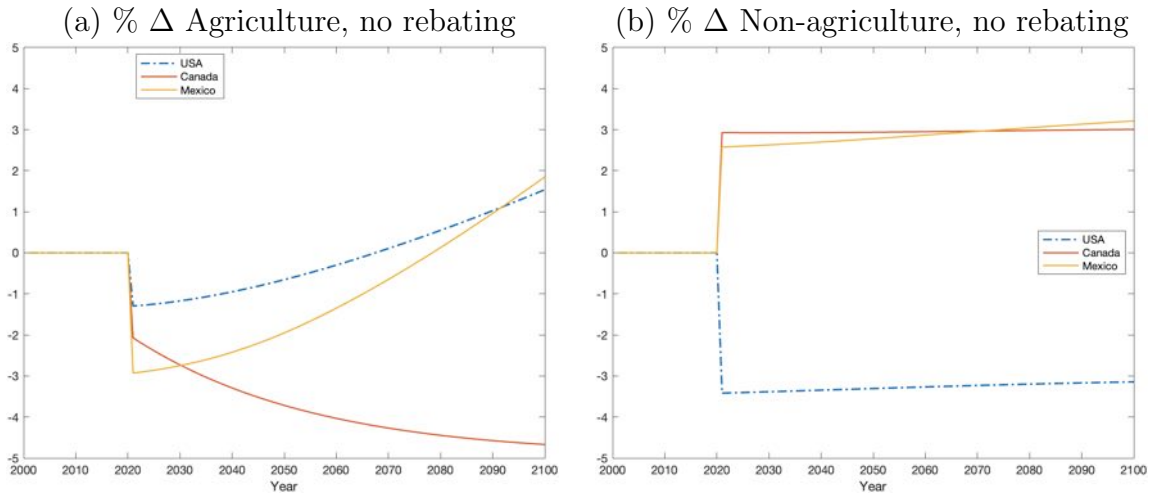 (a) % Δ Agriculture, no rebating
5
4
3
2
1
0
-1
-2
-3
-4
-5
2000 2010 2020 2030 2040 2050 2060 2070 2080 2090 2100
Year
USA
Canada
Mexico
(b) % Δ Non-agriculture, no rebating
5
4
3
2
1
0
-1
-2
-3
-4
-5
2000 2010 2020 2030 2040 2050 2060 2070 2080 2090 2100
Year
USA
Canada
Mexico